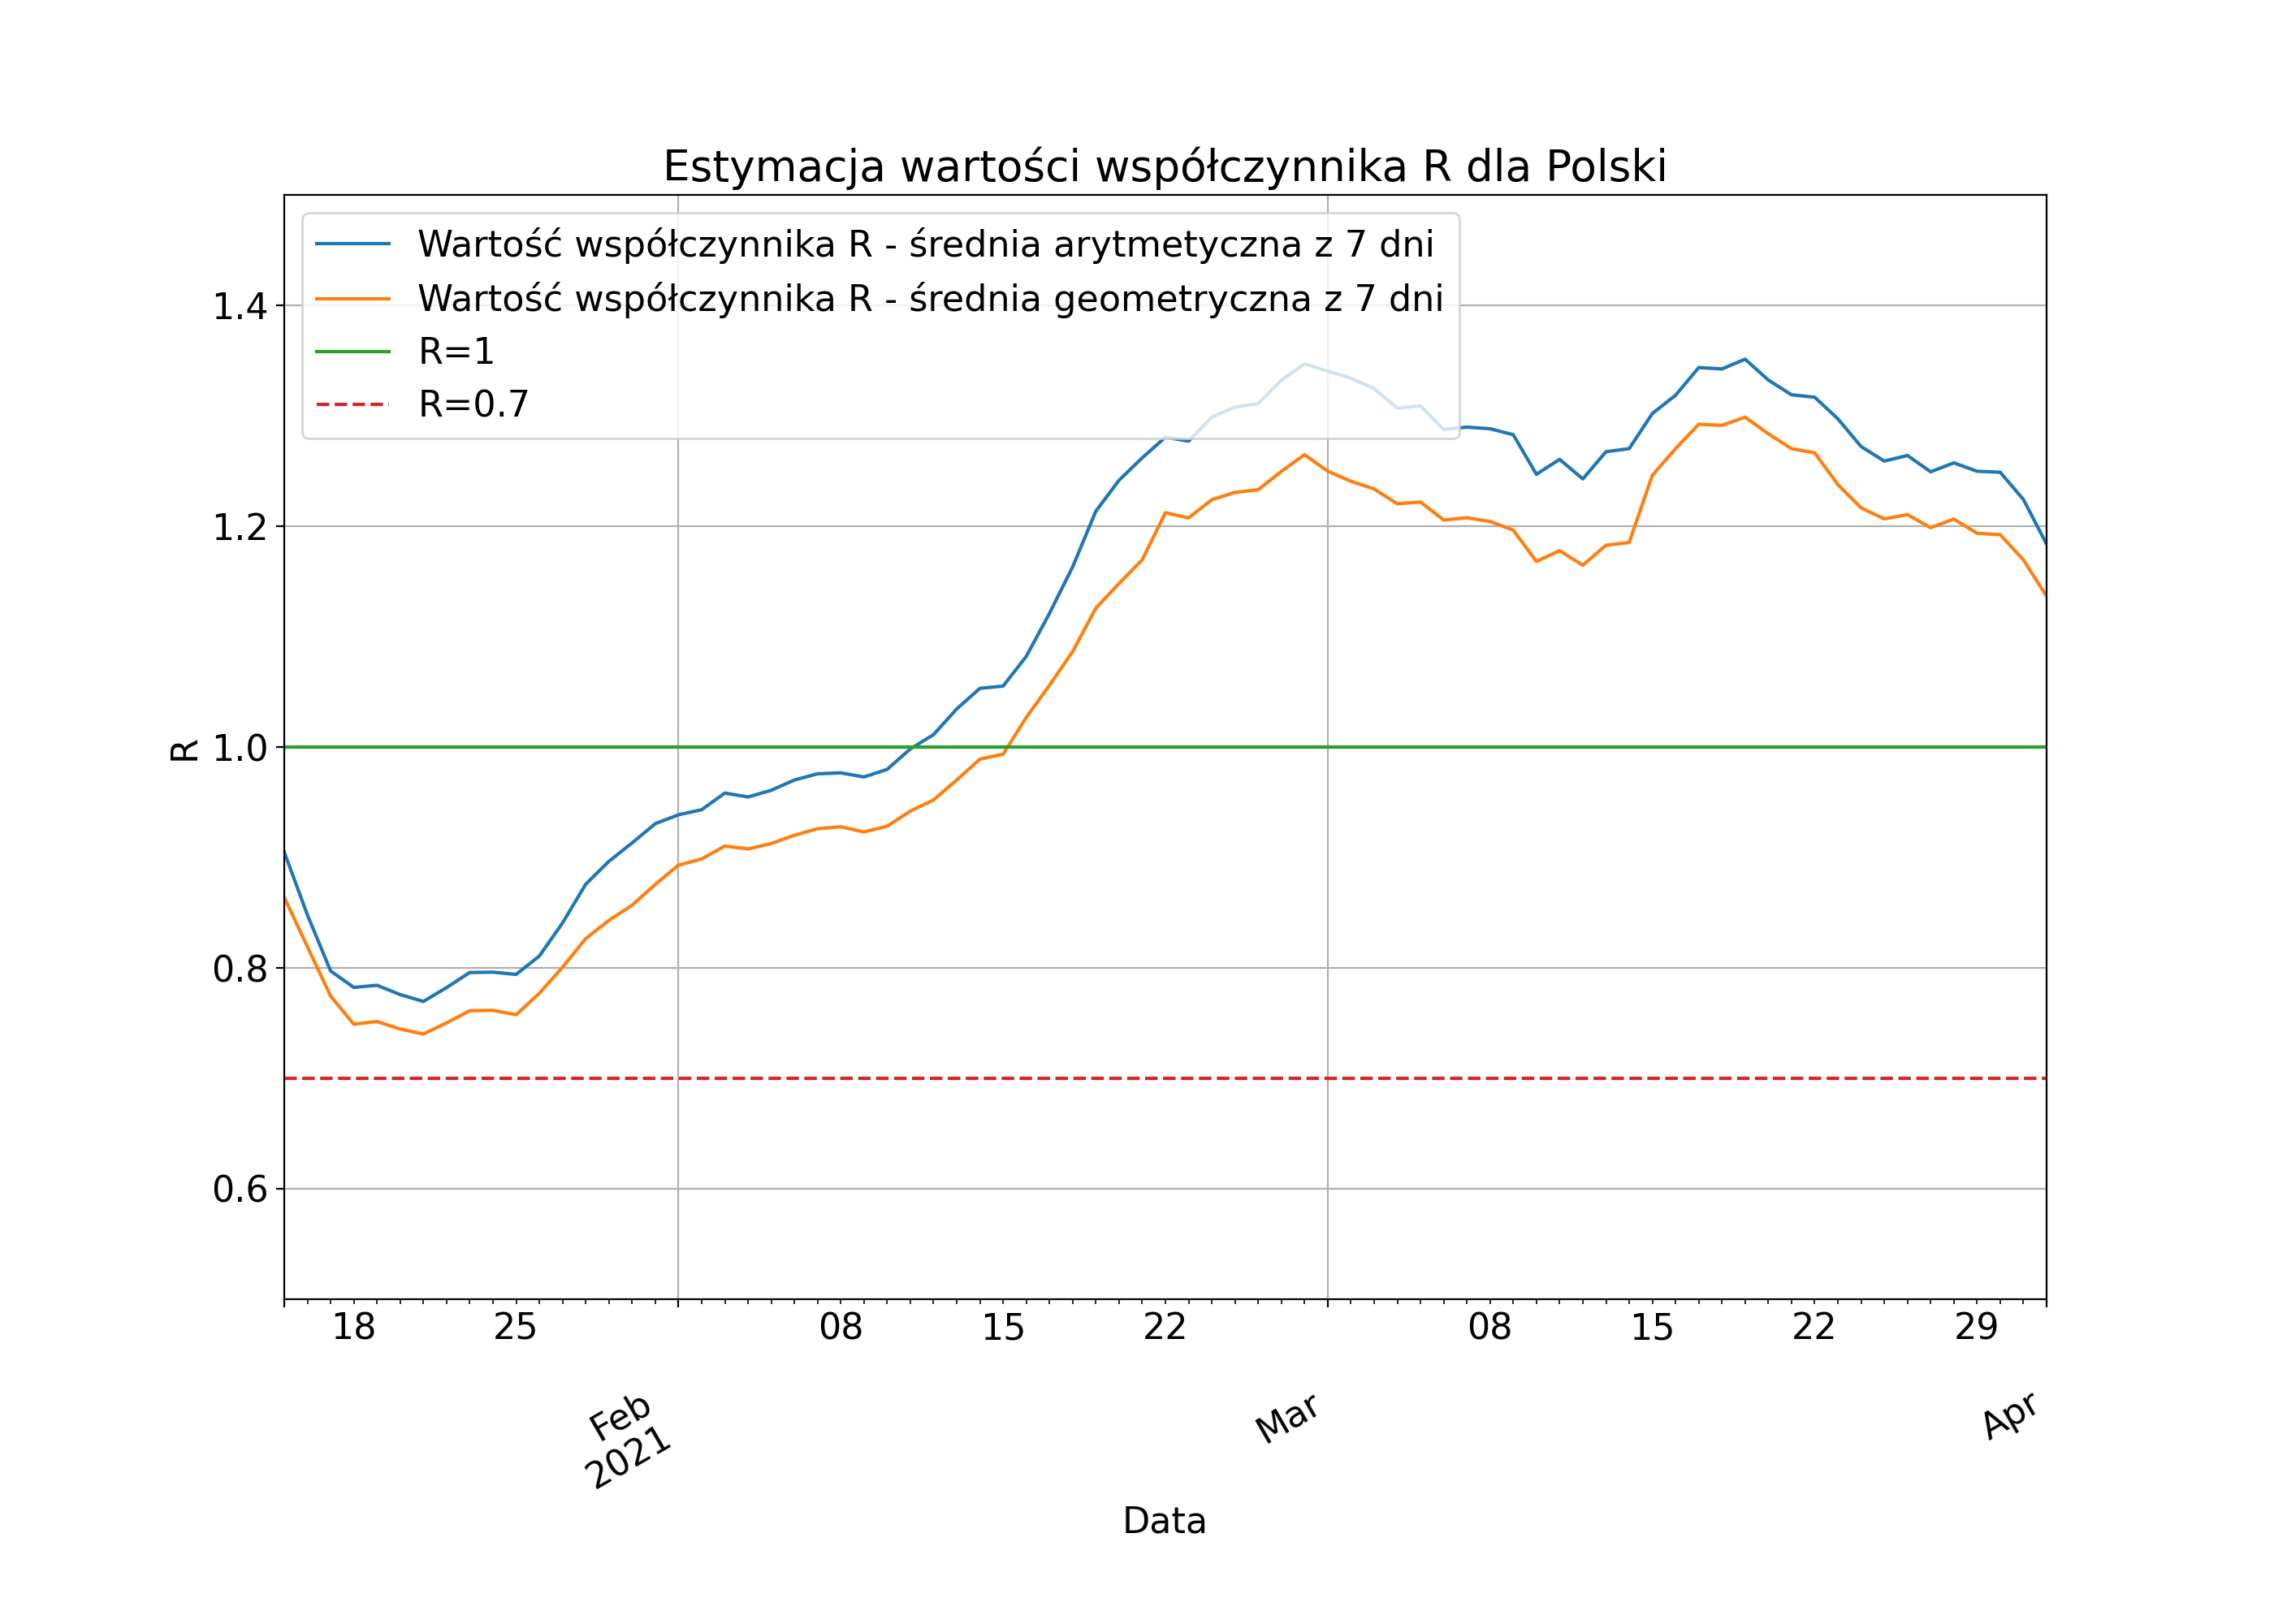 Estymacja wartości współczynnika R dla Polski
Wartość współczynnika R - średnia arytmetyczna z 7 dni
Wartość współczynnika R - średnia geometryczna z 7 dni
R=1
R=0.7
1.4
1.2
1.0
0.8
0.6
R
18 25 08 15 22 08 15 22 29
Feb
2021
Mar
Apr
Data